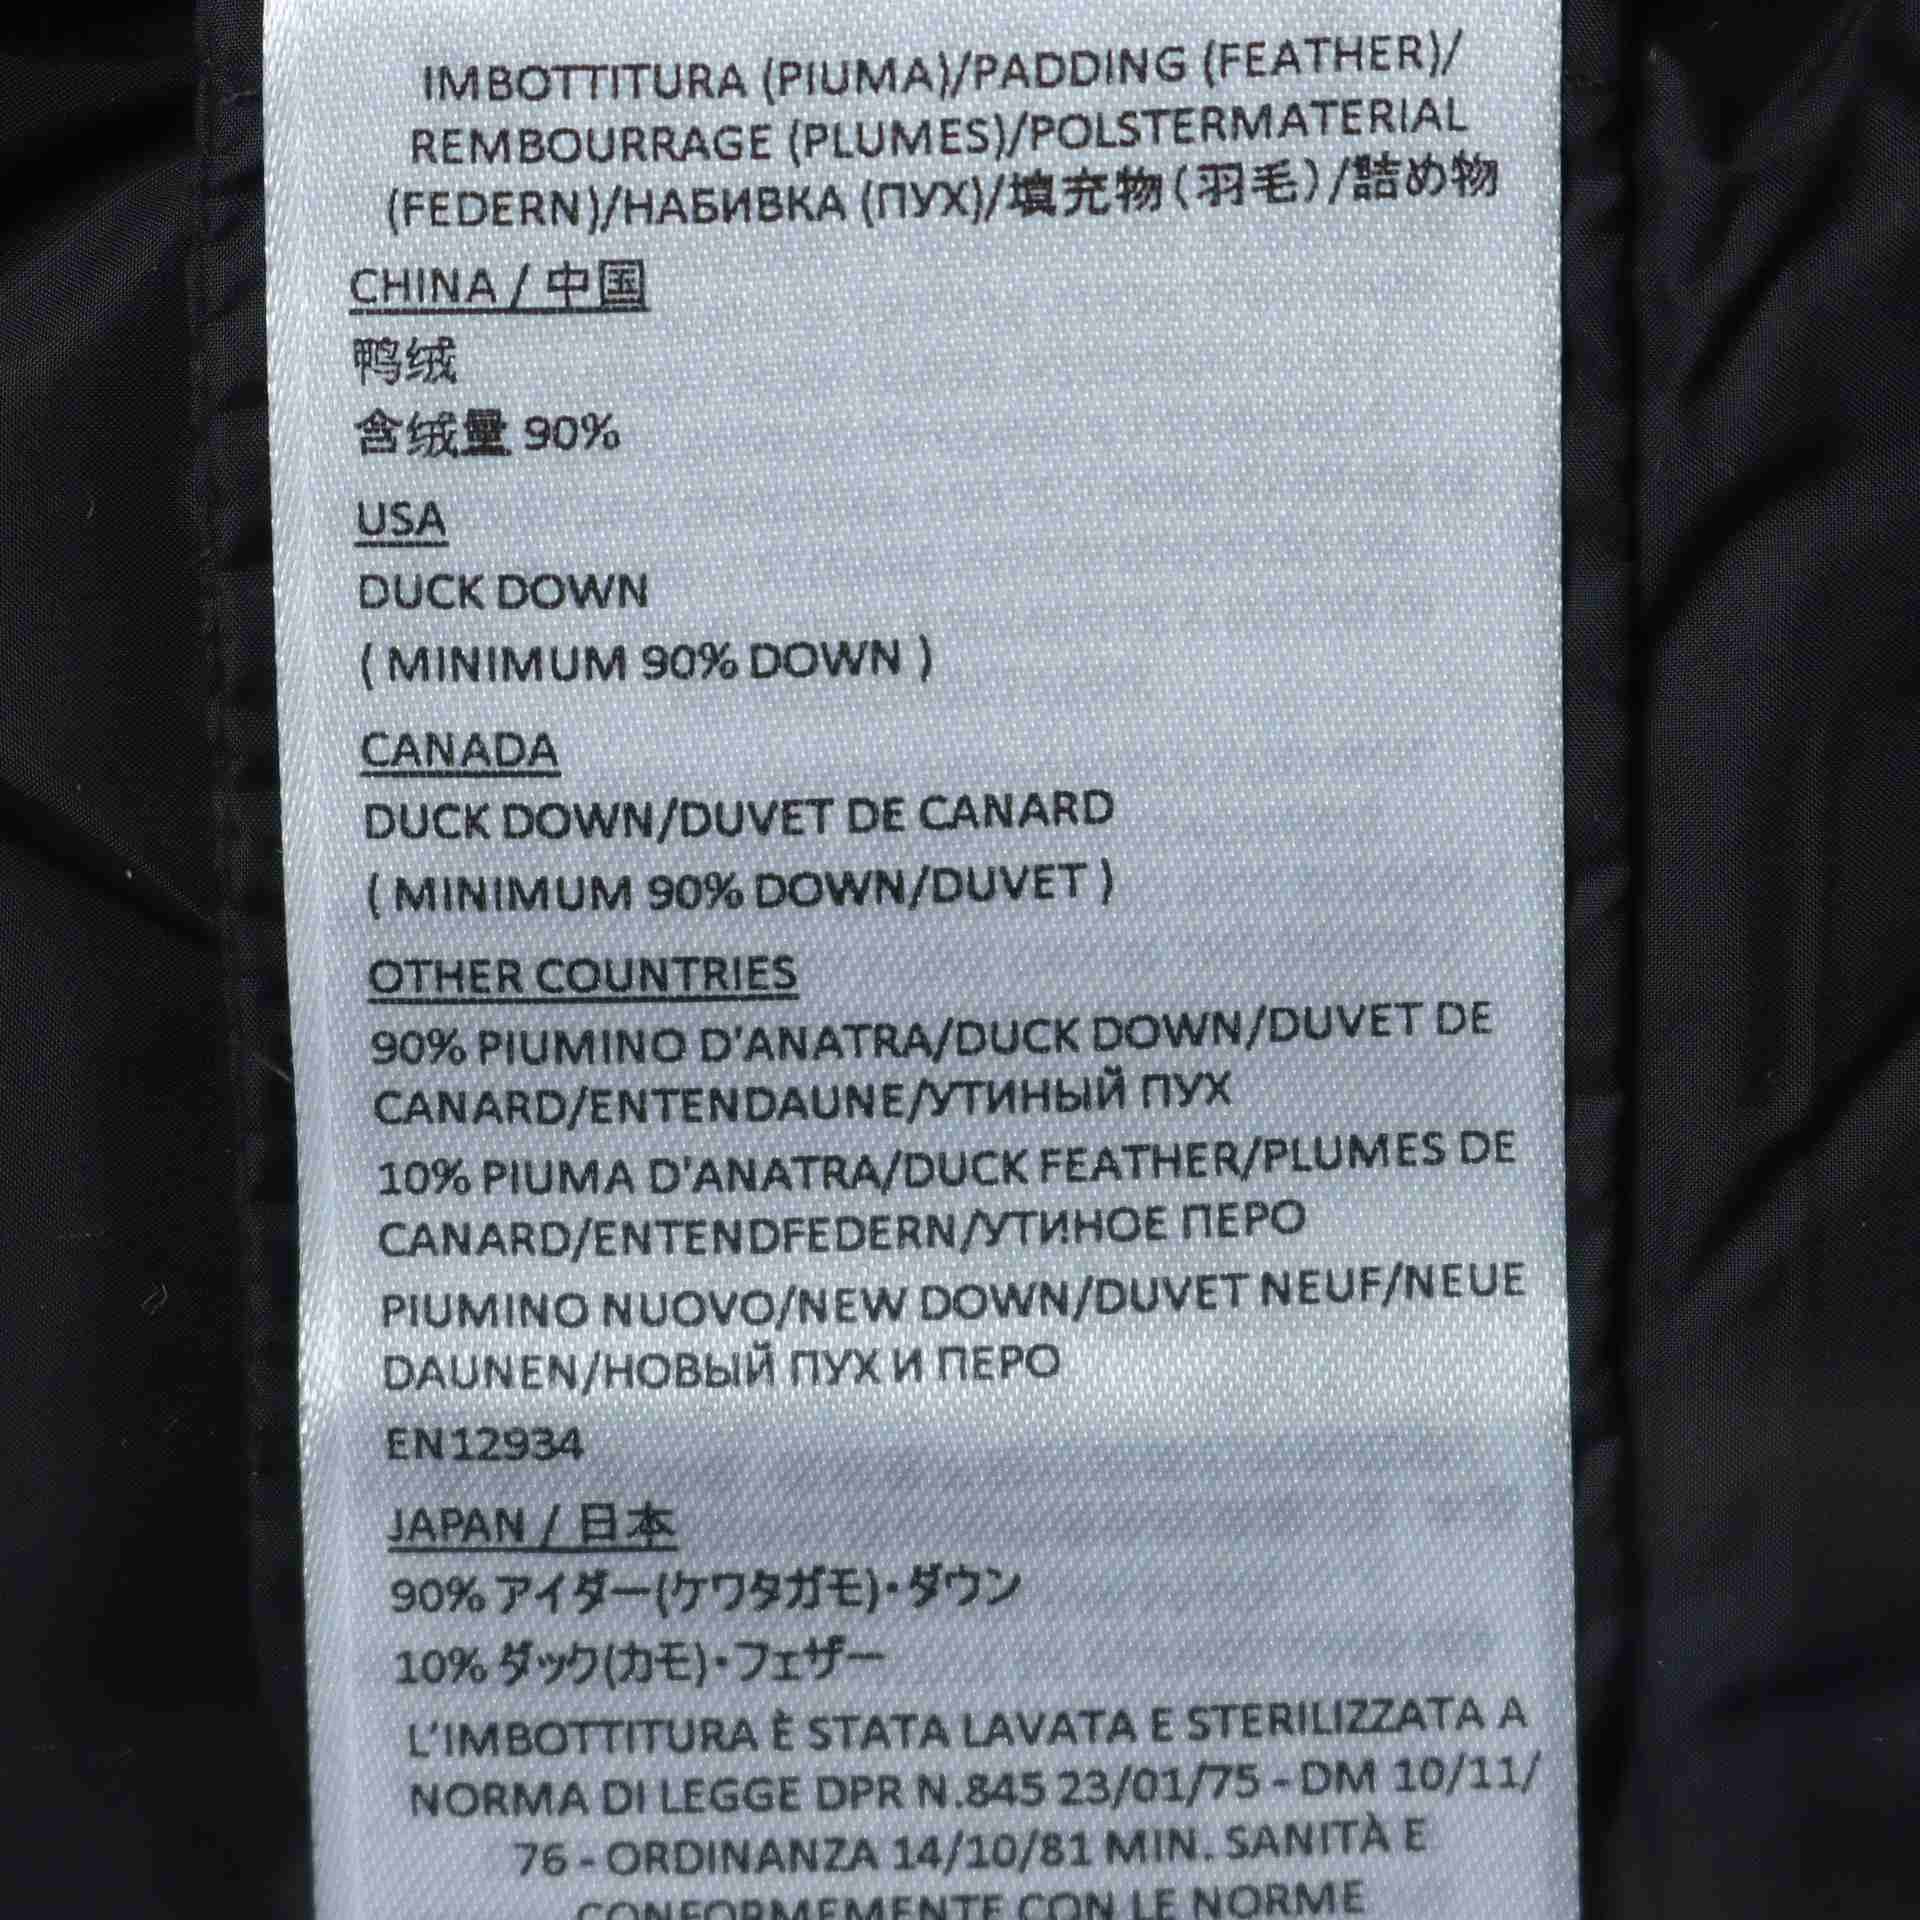 IMBOTTITURA (PIUMA)/PADDING (FEATHER)/
REMBOURRAGE (PLUMES)/POLSTERMATERIAL
(FEDERN)/НАБИВКА (ПУХ)/填充物(羽毛)/詰め物
CHINA / 中国
鸭绒
含绒量 90%
USA
DUCK DOWN
( MINIMUM 90% DOWN )
CANADA
DUCK DOWN/DUVET DE CANARD
( MINIMUM 90% DOWN/DUVET )
OTHER COUNTRIES
90% PIUMINO D'ANATRA/DUCK DOWN/DUVET DE
CANARD/ENTENDAUNE/УТИНЫЙ ПУХ
10% PIUMA D'ANATRA/DUCK FEATHER/PLUMES DE
CANARD/ENTENDFEDERN/УТИНОЕ ПЕРО
PIUMINO NUOVO/NEW DOWN/DUVET NEUF/NEUE
DAUNEN/НОВЫЙ ПУХ И ПЕРО
EN12934
JAPAN / 日本
90% アイダー(ケワタガモ)・ダウン
10% ダック(カモ)・フェザー
L'IMBOTTITURA È STATA LAVATA E STERILIZZATA A
NORMA DI LEGGE DPR N.845 23/01/75 - DM 10/11/
76 - ORDINANZA 14/10/81 MIN. SANITÀ E
CONFORMEMENTE CON LE NORME